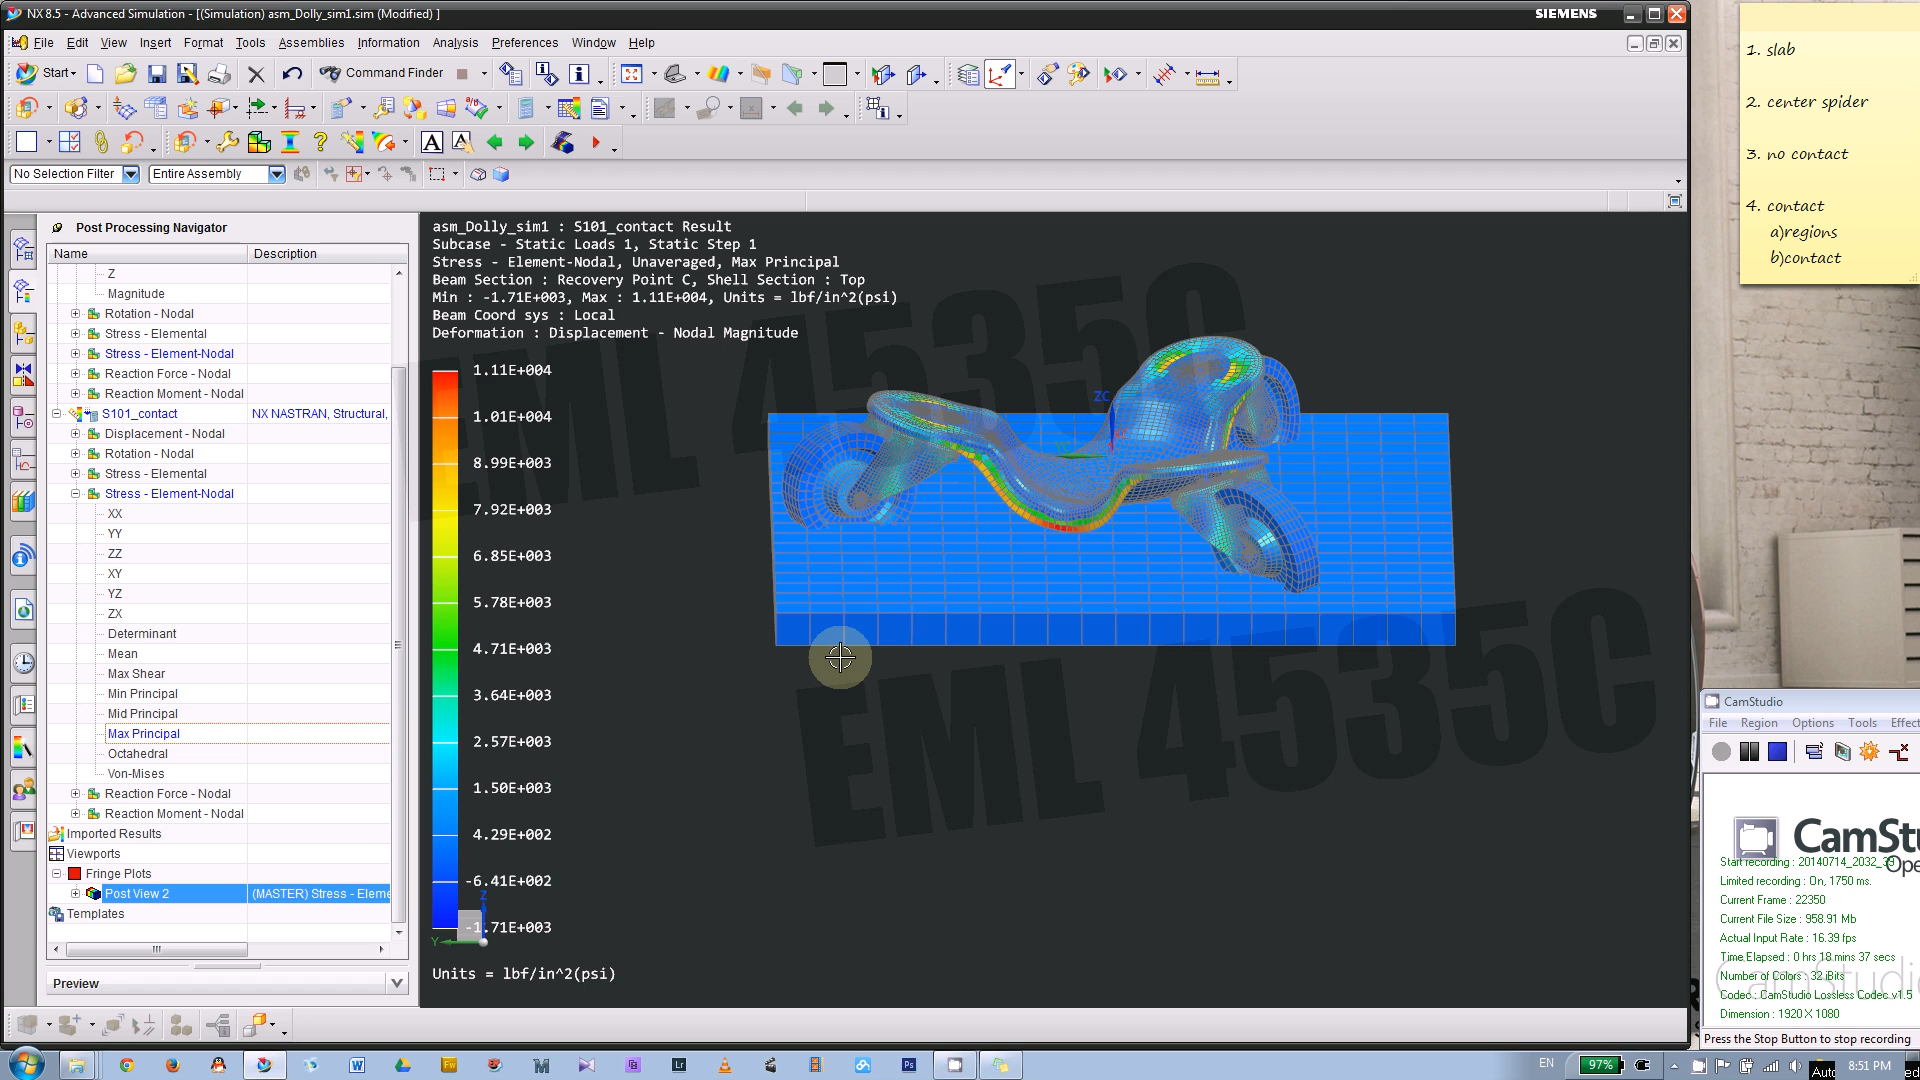 NX 8.5 - Advanced Simulation - [(Simulation) asm_Dolly_sim1.sim (Modified) ]
SIEMENS
File Edit View Insert Format Tools Assemblies Information Analysis Preferences Window Help
Start Command Finder
No Selection Filter Entire Assembly
Post Processing Navigator
Name Description
Z
Magnitude
Rotation - Nodal
Stress - Elemental
Stress - Element-Nodal
Reaction Force - Nodal
Reaction Moment - Nodal
S101_contact NX NASTRAN, Structural,
Displacement - Nodal
Rotation - Nodal
Stress - Elemental
Stress - Element-Nodal
XX
YY
ZZ
XY
YZ
ZX
Determinant
Mean
Max Shear
Min Principal
Mid Principal
Max Principal
Octahedral
Von-Mises
Reaction Force - Nodal
Reaction Moment - Nodal
Imported Results
Viewports
Fringe Plots
Post View 2 (MASTER) Stress - Eleme
Templates
Preview
asm_Dolly_sim1 : S101_contact Result
Subcase - Static Loads 1, Static Step 1
Stress - Element-Nodal, Unaveraged, Max Principal
Beam Section : Recovery Point C, Shell Section : Top
Min : -1.71E+003, Max : 1.11E+004, Units = lbf/in^2(psi)
Beam Coord sys : Local
Deformation : Displacement - Nodal Magnitude
1.11E+004
1.01E+004
8.99E+003
7.92E+003
6.85E+003
5.78E+003
4.71E+003
3.64E+003
2.57E+003
1.50E+003
4.29E+002
-6.41E+002
-1.71E+003
Units = lbf/in^2(psi)
ZC
YC
Z
Y
EML 4535C
EML 4535C
1. slab
2. center spider
3. no contact
4. contact
a)regions
b)contact
CamStudio
File Region Options Tools Effect
CamStu
Ope
Start recording : 20140714_2032_39
Limited recording : On, 1750 ms.
Current Frame : 22350
Current File Size : 958.91 Mb
Actual Input Rate : 16.39 fps
Time Elapsed : 0 hrs 18 mins 37 secs
Number of Colors : 32 Bits
Codec : CamStudio Lossless Codec v1.5
Dimension : 1920 X 1080
Press the Stop Button to stop recording
EN 97% 8:51 PM
Auto ed